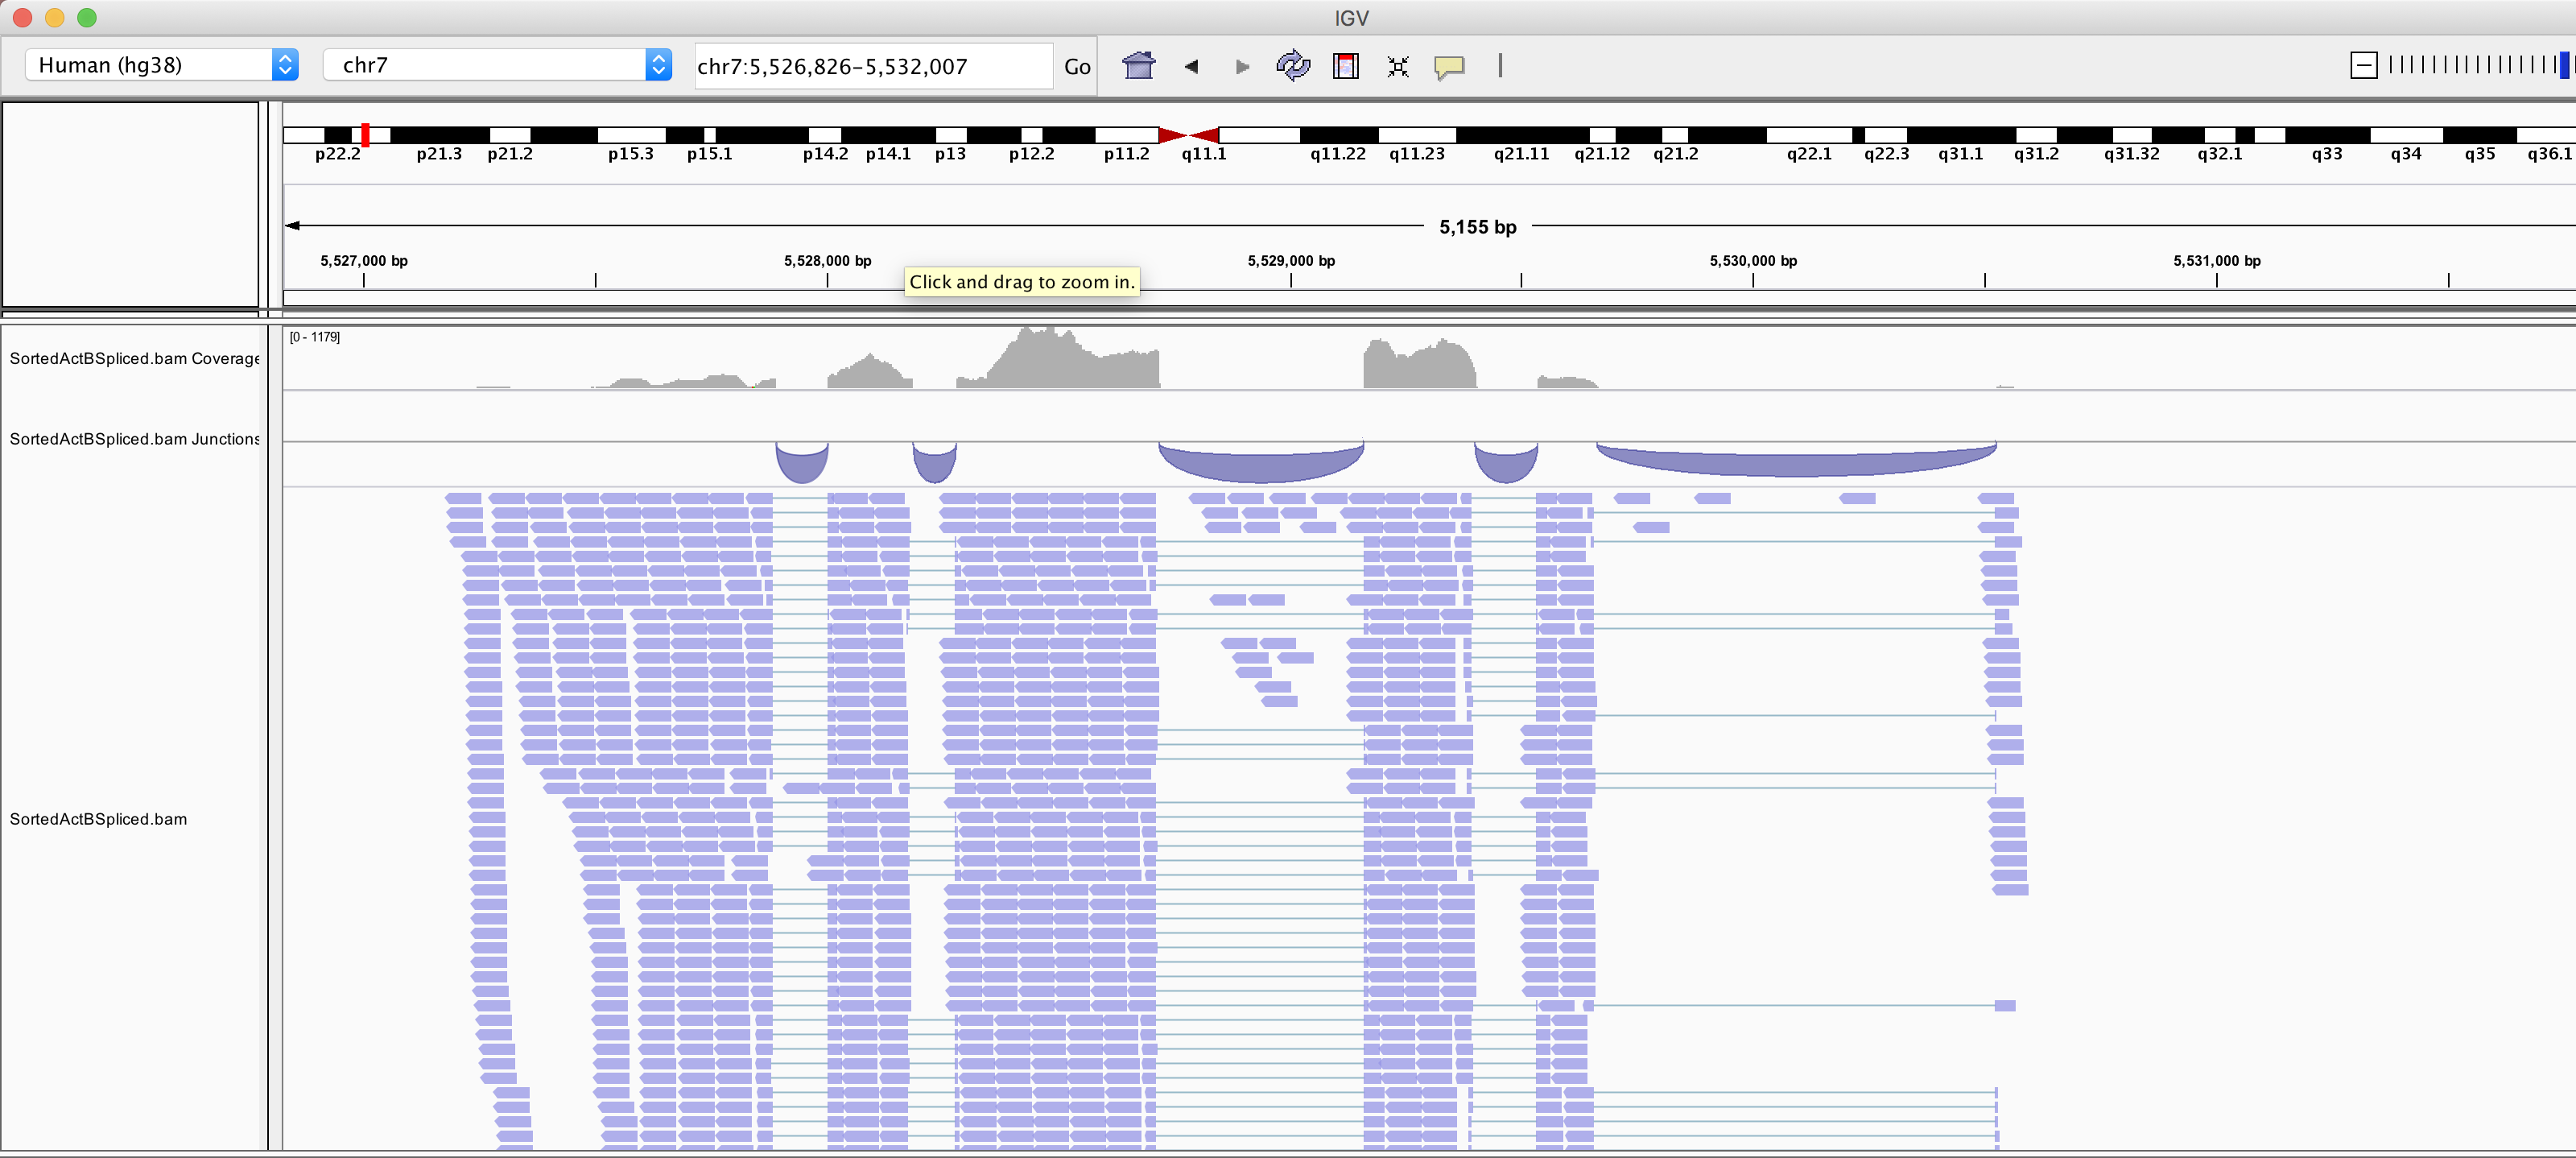 IGV
Human (hg38) chr7 chr7:5,526,826-5,532,007 Go
p22.2 p21.3 p21.2 p15.3 p15.1 p14.2 p14.1 p13 p12.2 p11.2 q11.1 q11.22 q11.23 q21.11 q21.12 q21.2 q22.1 q22.3 q31.1 q31.2 q31.32 q32.1 q33 q34 q35 q36.1
5,155 bp
5,527,000 bp 5,528,000 bp 5,529,000 bp 5,530,000 bp 5,531,000 bp
Click and drag to zoom in.
[0 - 1179]
SortedActBSpliced.bam Coverage
SortedActBSpliced.bam Junctions
SortedActBSpliced.bam